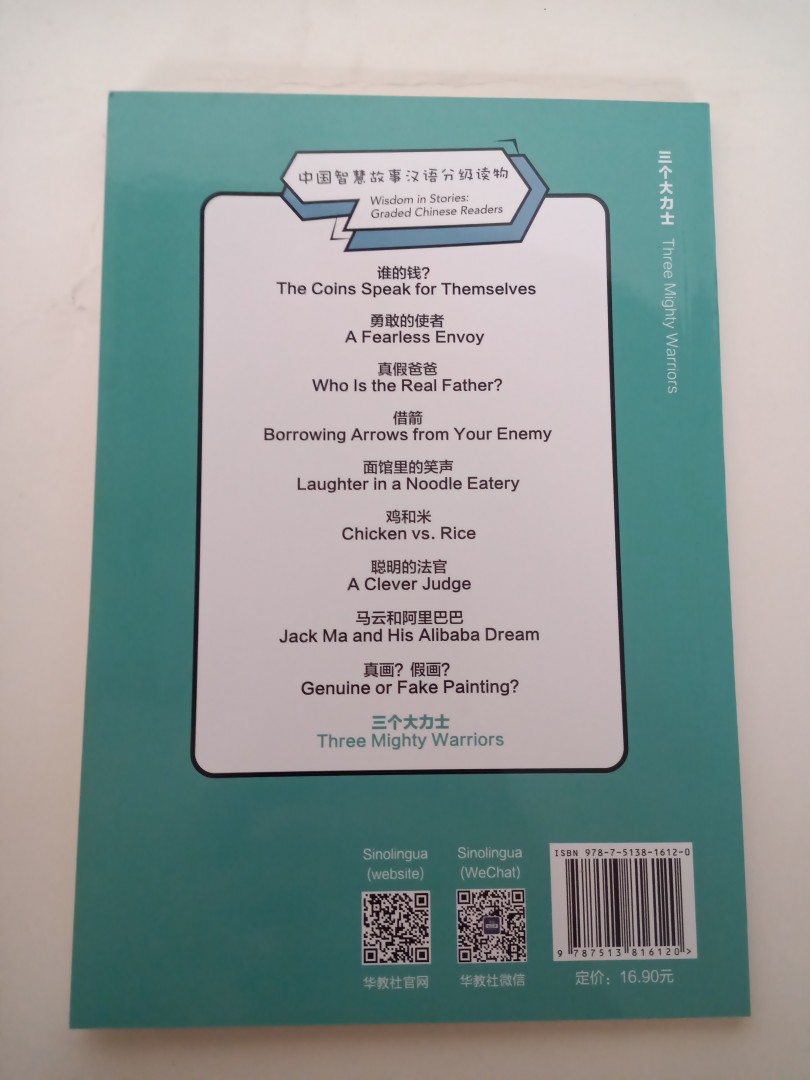 中国智慧故事汉语分级读物
Wisdom in Stories:
Graded Chinese Readers
谁的钱？
The Coins Speak for Themselves
勇敢的使者
A Fearless Envoy
真假爸爸
Who Is the Real Father?
借箭
Borrowing Arrows from Your Enemy
面馆里的笑声
Laughter in a Noodle Eatery
鸡和米
Chicken vs. Rice
聪明的法官
A Clever Judge
马云和阿里巴巴
Jack Ma and His Alibaba Dream
真画？假画？
Genuine or Fake Painting?
三个大力士
Three Mighty Warriors
三个大力士 Three Mighty Warriors
Sinolingua
(website)
华教社官网
Sinolingua
(WeChat)
华教社微信
ISBN 978-7-5138-1612-0
9 787513 816120 >
定价：16.90元